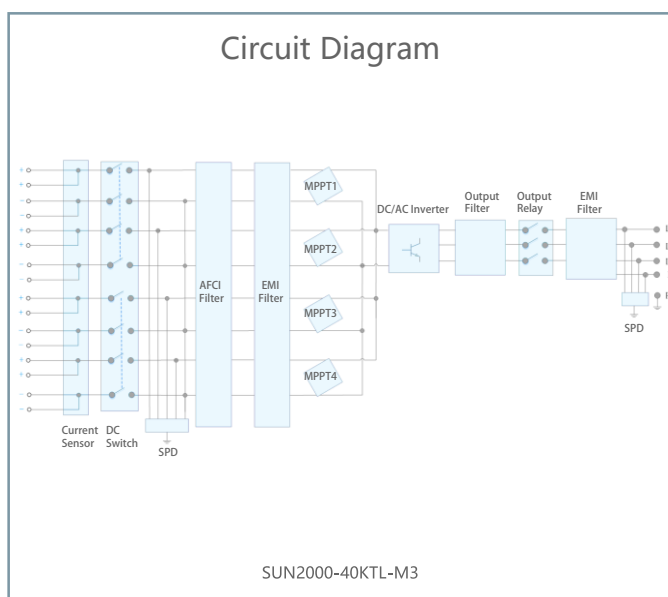 Circuit Diagram
MPPT1
MPPT2
MPPT3
MPPT4
AFCI
Filter
EMI
Filter
DC/AC Inverter
Output
Filter
Output
Relay
EMI
Filter
SPD
Current
Sensor
DC
Switch
SPD
SUN2000-40KTL-M3